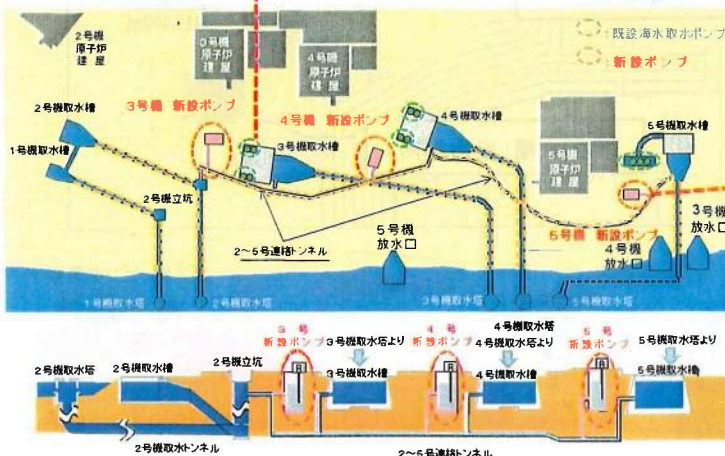 2号機
原子炉
建屋
3号機
原子炉
建屋
4号機
原子炉
建屋
:既設海水取水ポンプ
:新設ポンプ
2号機取水槽
1号機取水槽
3号機 新設ポンプ
4号機 新設ポンプ
3号機取水槽
4号機取水槽
5号機取水槽
5号機
原子炉
建屋
2号機立坑
2～5号連絡トンネル
5号機
放水口
5号機 新設ポンプ
4号機
放水口
3号機
放水口
1号機取水塔
2号機取水塔
3号機取水塔
4号機取水塔
5号機取水塔
2号機取水塔
2号機取水槽
2号機立坑
3号
新設ポンプ
3号機取水塔より
3号機取水槽
4号
新設ポンプ
4号機取水塔より
4号機取水槽
5号
新設ポンプ
5号機取水塔より
5号機取水槽
2号機取水トンネル
2～5号連絡トンネル